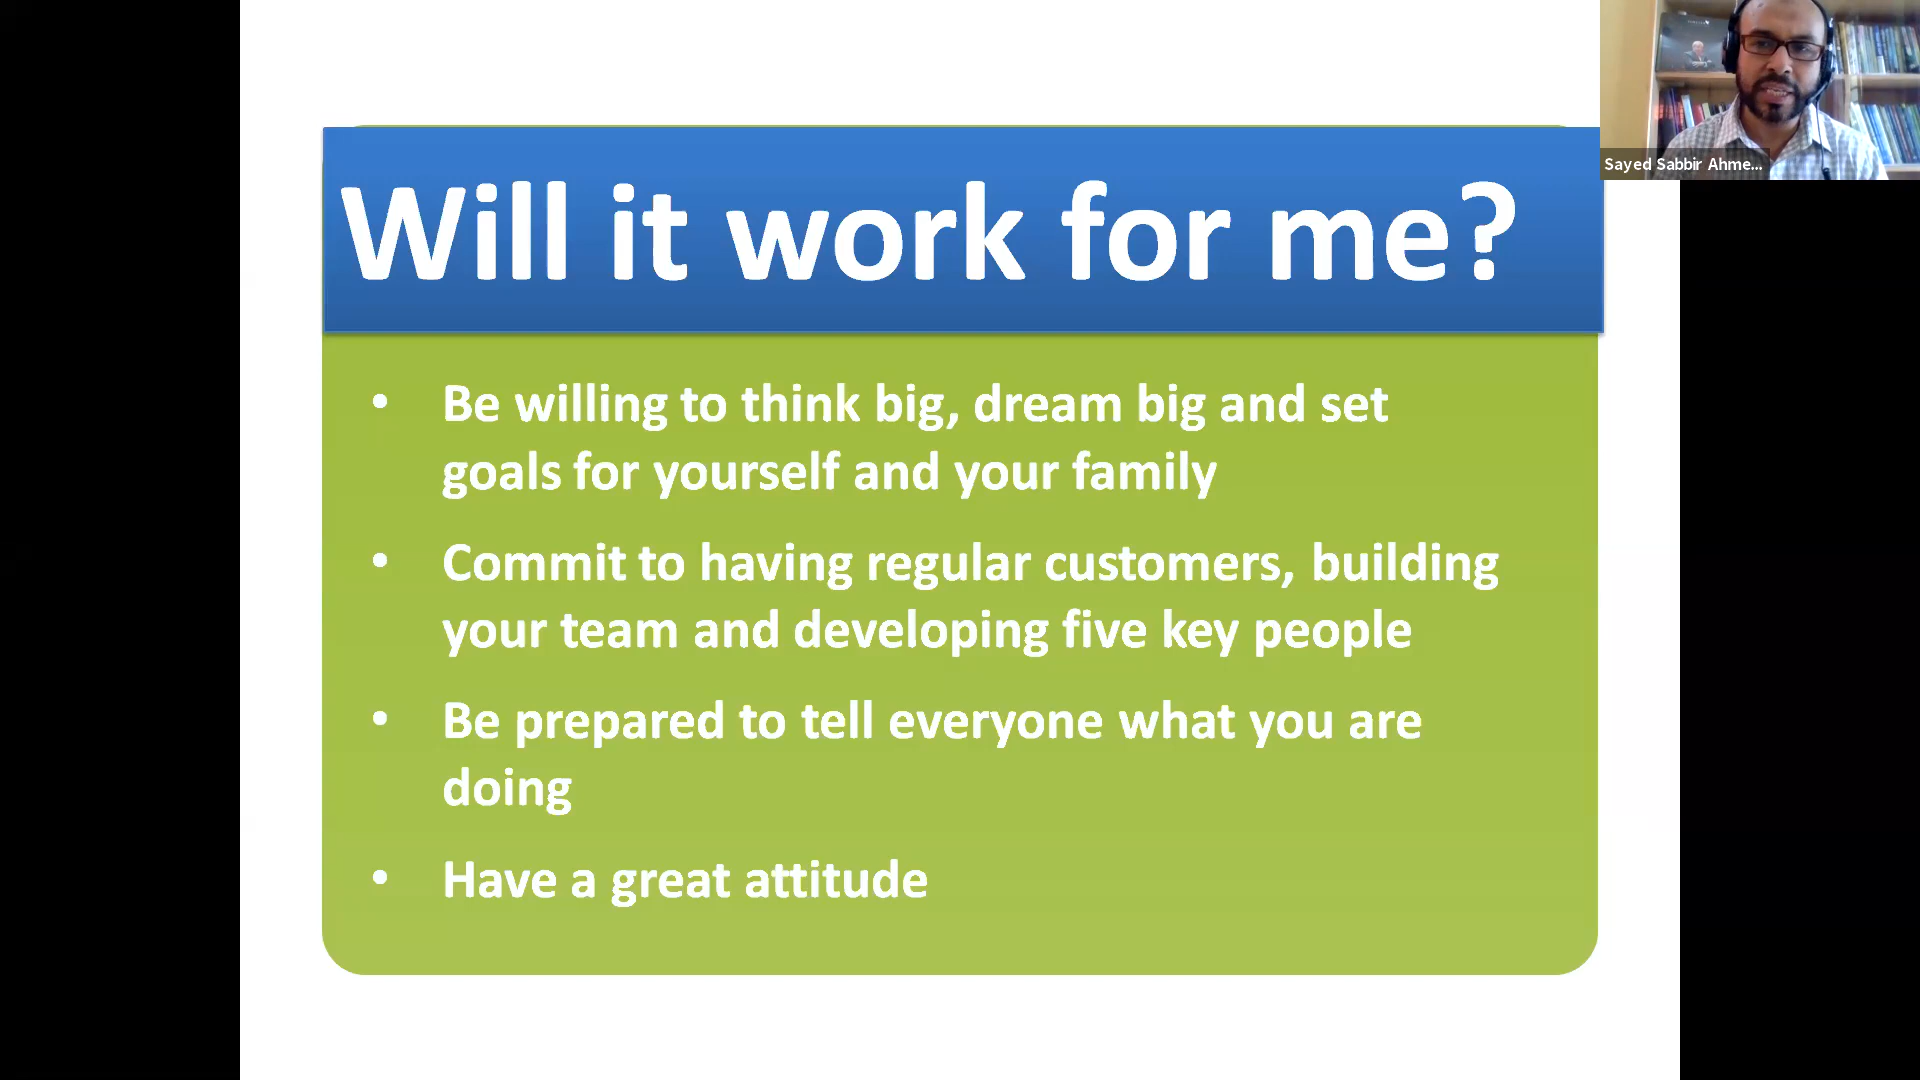 Will it work for me?
• Be willing to think big, dream big and set
goals for yourself and your family
• Commit to having regular customers, building
your team and developing five key people
• Be prepared to tell everyone what you are
doing
• Have a great attitude
Sayed Sabbir Ahme...